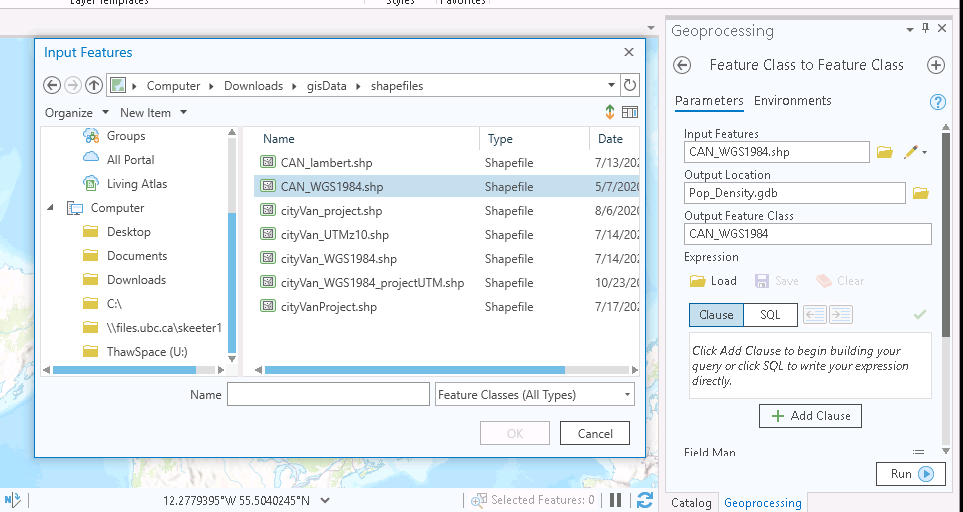 Layer Templates Styles Favorites
Input Features
Computer Downloads gisData shapefiles
Organize New Item
Groups
All Portal
Living Atlas
Computer
Desktop
Documents
Downloads
C:\
\\files.ubc.ca\skeeter1
ThawSpace (U:)
Name Type Date
CAN_lambert.shp Shapefile 7/13/202
CAN_WGS1984.shp Shapefile 5/7/2020
cityVan_project.shp Shapefile 8/6/2020
cityVan_UTMz10.shp Shapefile 7/14/202
cityVan_WGS1984.shp Shapefile 7/14/202
cityVan_WGS1984_projectUTM.shp Shapefile 10/23/20
cityVanProject.shp Shapefile 7/17/202
Name Feature Classes (All Types)
OK Cancel
12.2779395°W 55.5040245°N
Selected Features: 0
Geoprocessing
Feature Class to Feature Class
Parameters Environments
Input Features
CAN_WGS1984.shp
Output Location
Pop_Density.gdb
Output Feature Class
CAN_WGS1984
Expression
Load Save Clear
Clause SQL
Click Add Clause to begin building your
query or click SQL to write your expression
directly.
Add Clause
Field Map
Run
Catalog Geoprocessing